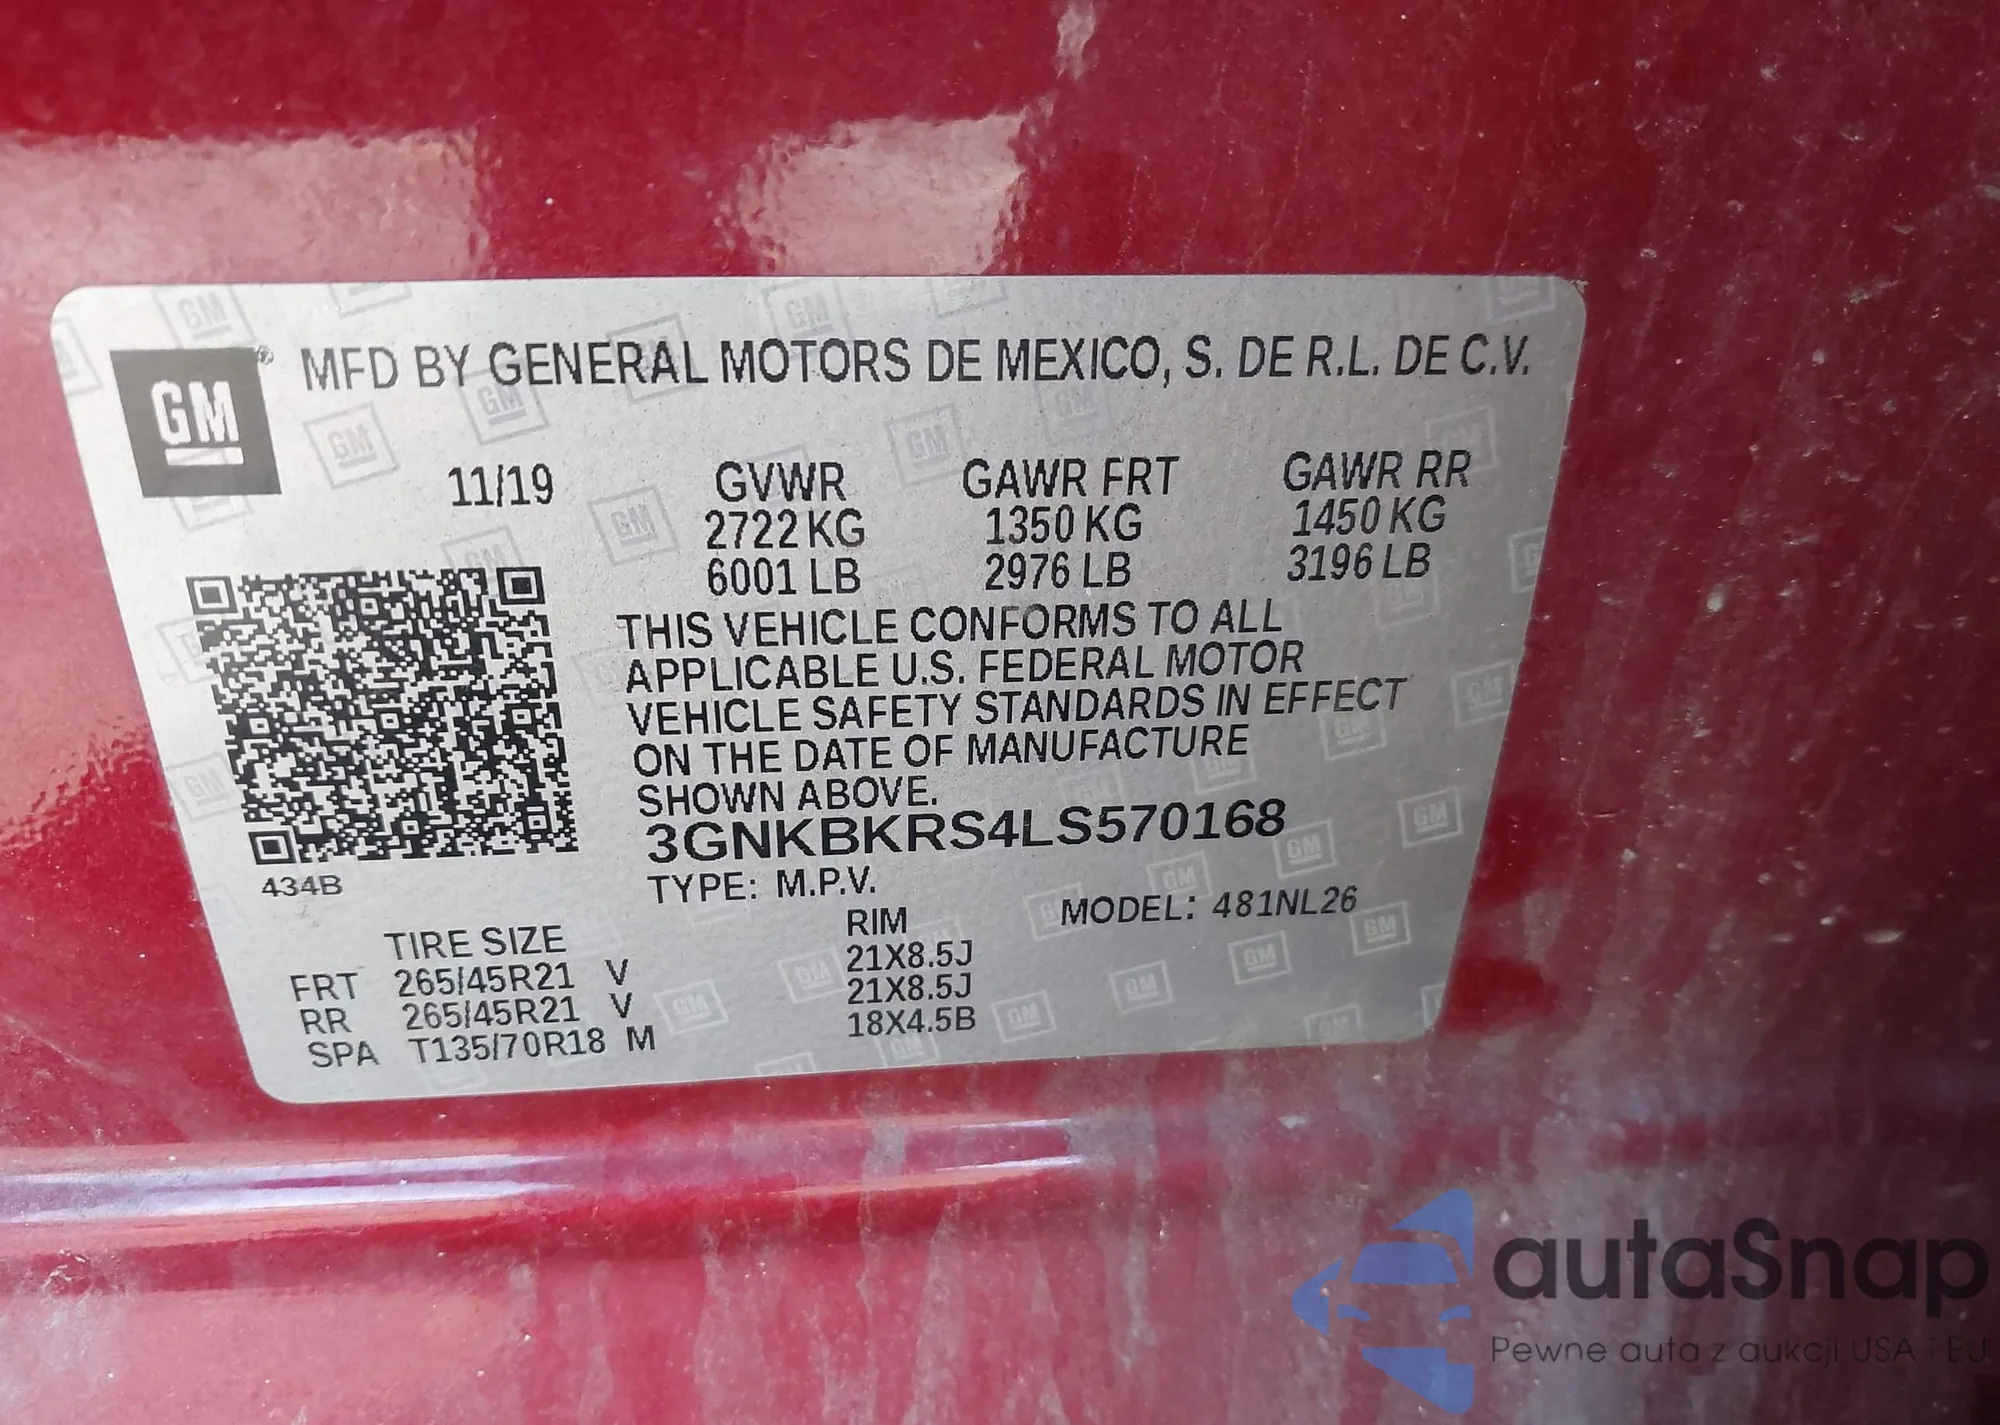 GM® MFD BY GENERAL MOTORS DE MEXICO, S. DE R.L. DE C.V.
11/19 GVWR GAWR FRT GAWR RR
2722 KG 1350 KG 1450 KG
6001 LB 2976 LB 3196 LB
THIS VEHICLE CONFORMS TO ALL
APPLICABLE U.S. FEDERAL MOTOR
VEHICLE SAFETY STANDARDS IN EFFECT
ON THE DATE OF MANUFACTURE
SHOWN ABOVE.
3GNKBKRS4LS570168
434B
TYPE: M.P.V. MODEL: 481NL26
TIRE SIZE RIM
FRT 265/45R21 V 21X8.5J
RR 265/45R21 V 21X8.5J
SPA T135/70R18 M 18X4.5B
autaSnap
Pewne auta z aukcji USA i EU